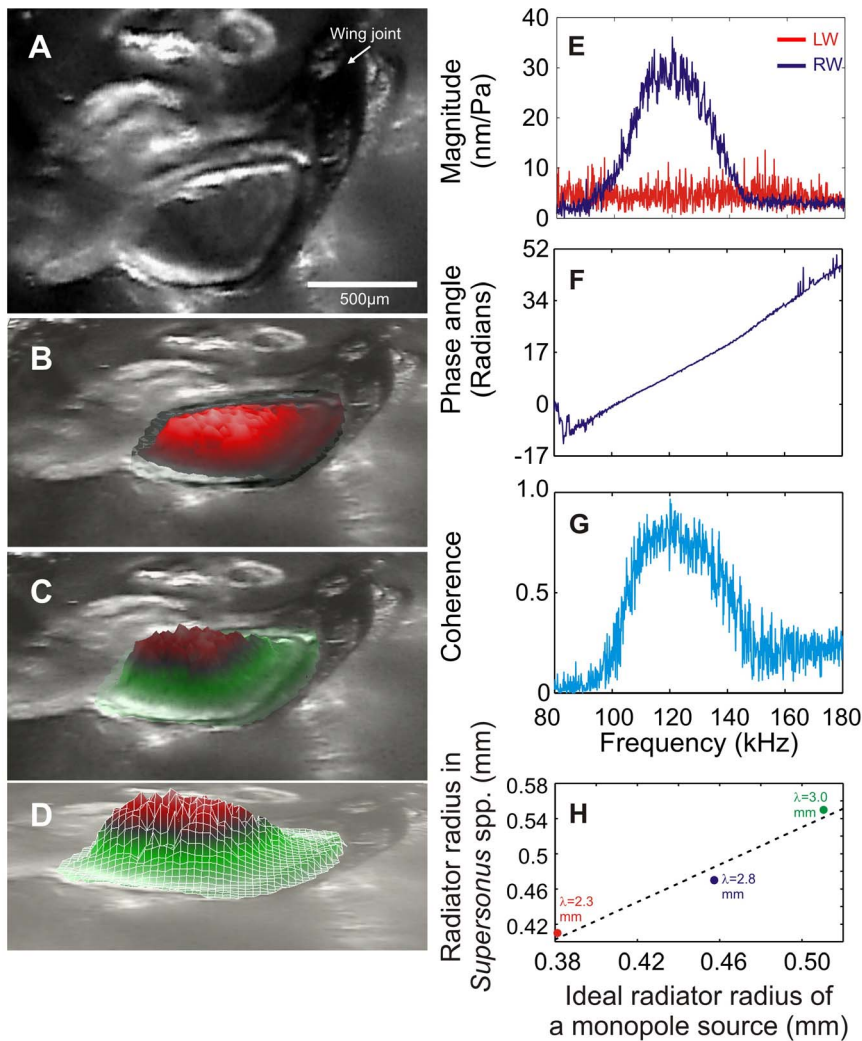 A
Wing joint
500µm
B
C
D
E
LW
RW
Magnitude
(nm/Pa)
40
30
20
10
0
F
Phase angle
(Radians)
52
34
17
0
-17
G
Coherence
1.0
0.5
0
80 100 120 140 160 180
Frequency (kHz)
H
Radiator radius in
Supersonus spp. (mm)
0.58
0.54
0.5
0.46
0.42
λ=3.0
mm
λ=2.8
mm
λ=2.3
mm
0.38 0.42 0.46 0.50
Ideal radiator radius of
a monopole source (mm)